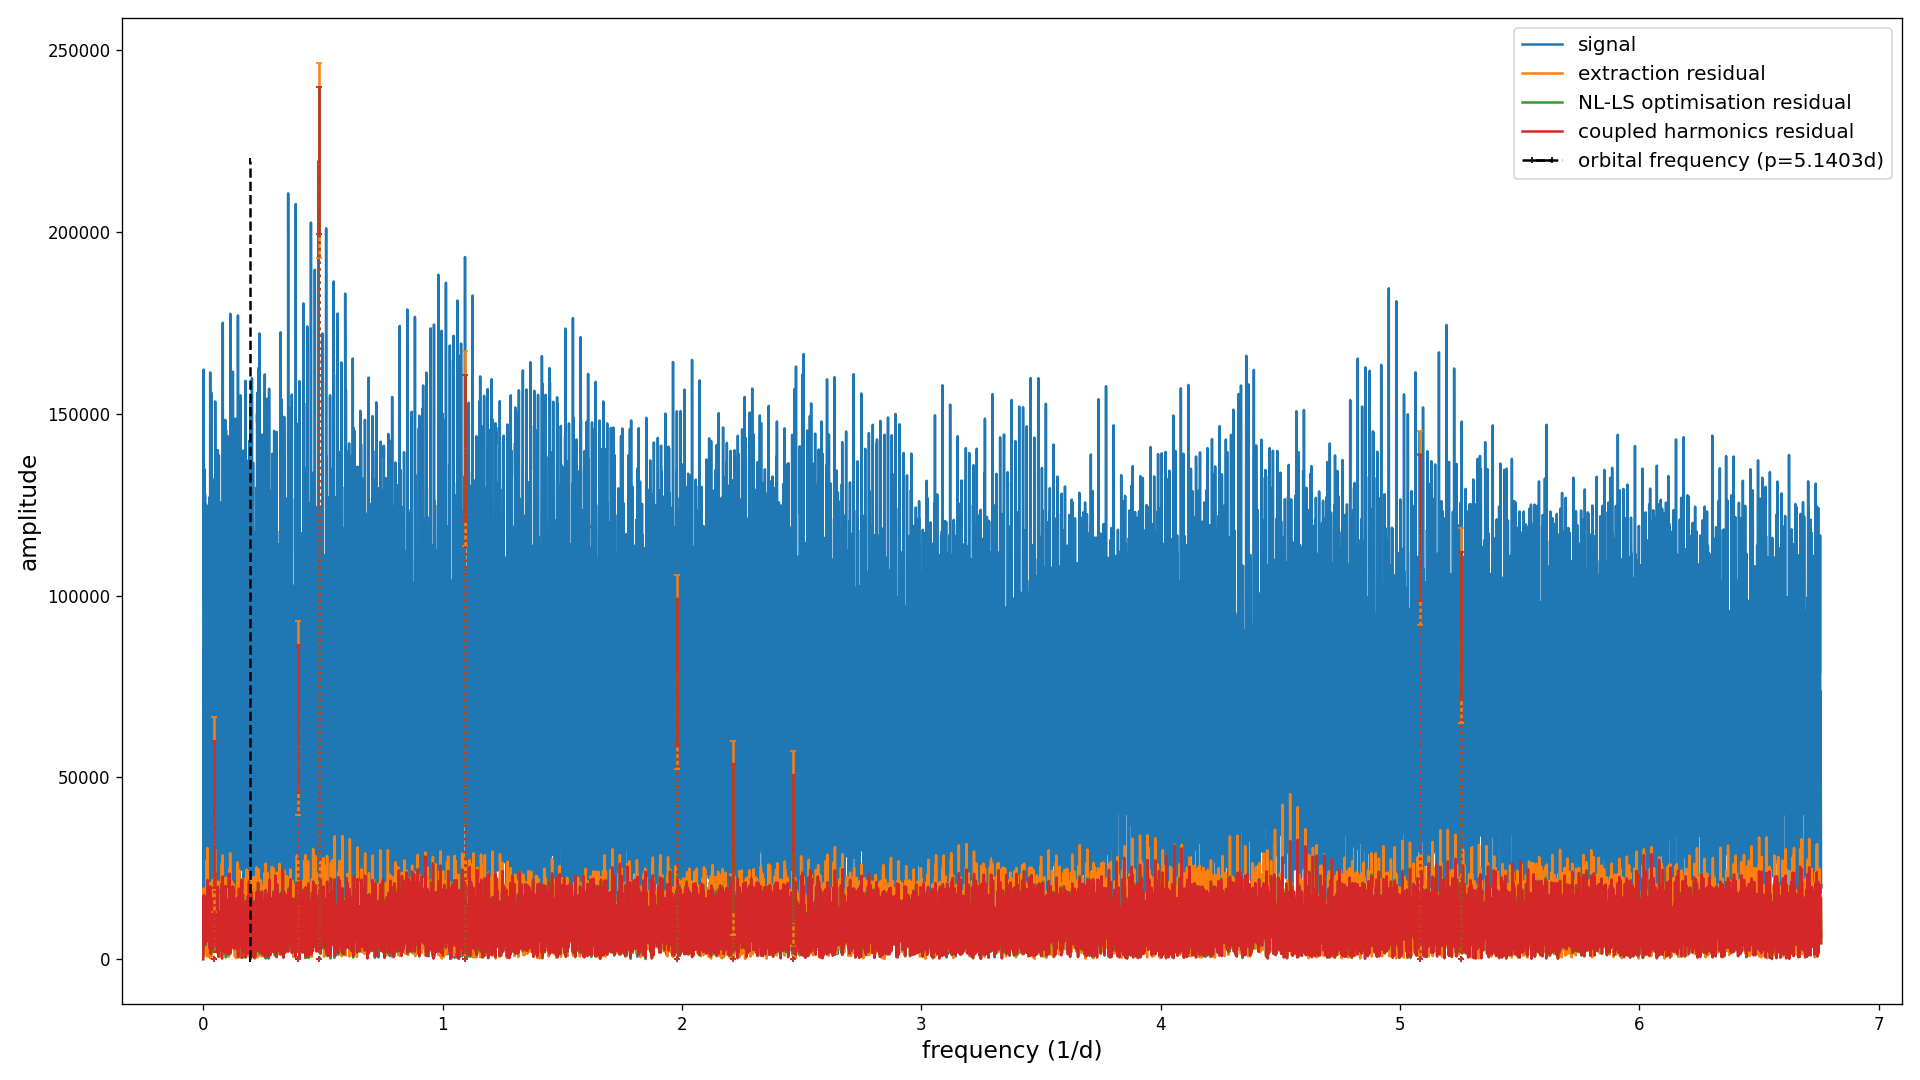 250000
200000
150000
100000
50000
0
amplitude
0 1 2 3 4 5 6 7
frequency (1/d)
signal
extraction residual
NL-LS optimisation residual
coupled harmonics residual
orbital frequency (p=5.1403d)